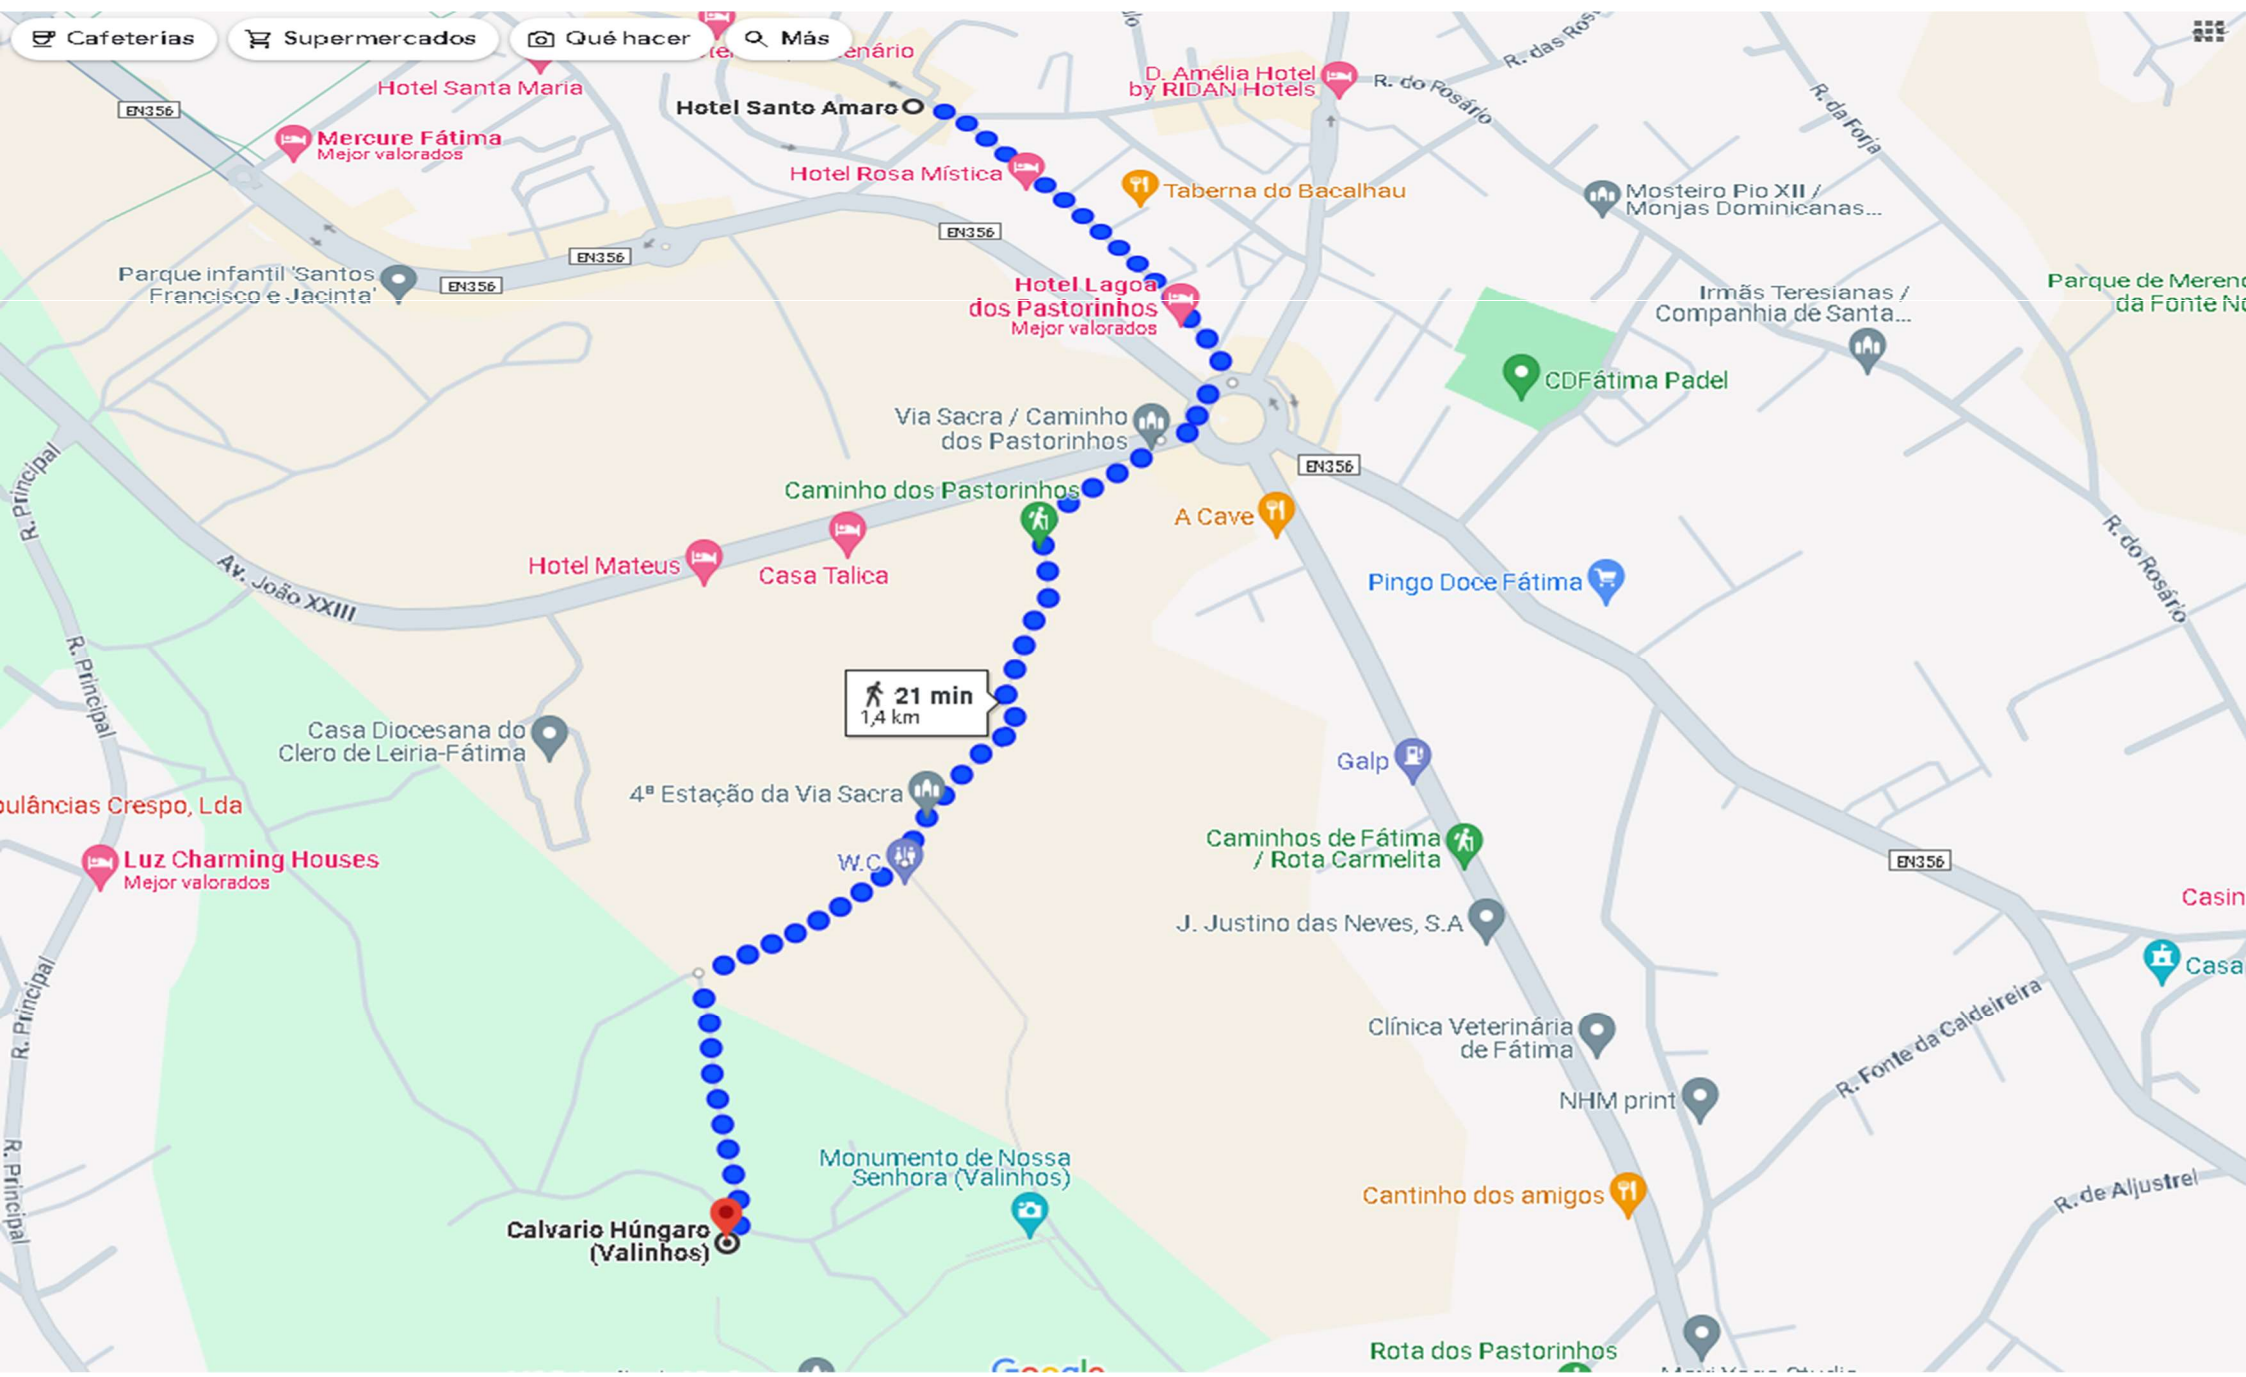 Cafeterías
Supermercados
Qué hacer
Más
enário
Hotel Santa María
EN356
Mercure Fátima
Mejor valorados
Hotel Santo Amaro
D. Amélia Hotel
by RIDAN Hotels
R. do Rosário
R. das Ros
R. da Forja
Hotel Rosa Mística
Taberna do Bacalhau
Mosteiro Pio XII /
Monjas Dominicanas...
EN356
EN356
EN356
Parque infantil 'Santos
Francisco e Jacinta'
Hotel Lagoa
dos Pastorinhos
Mejor valorados
Irmãs Teresianas /
Companhia de Santa...
Parque de Meren
da Fonte No
CDFátima Padel
Via Sacra / Caminho
dos Pastorinhos
EN356
Caminho dos Pastorinhos
A Cave
R. Principal
Hotel Mateus
Casa Talica
Av. João XXIII
Pingo Doce Fátima
R. do Rosário
R. Principal
21 min
1,4 km
Casa Diocesana do
Clero de Leiria-Fátima
Galp
4ª Estação da Via Sacra
ulâncias Crespo, Lda
Luz Charming Houses
Mejor valorados
W.C
Caminhos de Fátima
/ Rota Carmelita
EN356
Casin
J. Justino das Neves, S.A
Casa
R. Principal
Clínica Veterinária
de Fátima
R. Fonte da Caldeireira
NHM print
R. Principal
Monumento de Nossa
Senhora (Valinhos)
Cantinho dos amigos
R. de Aljustrel
Calvario Húngaro
(Valinhos)
Rota dos Pastorinhos
Google